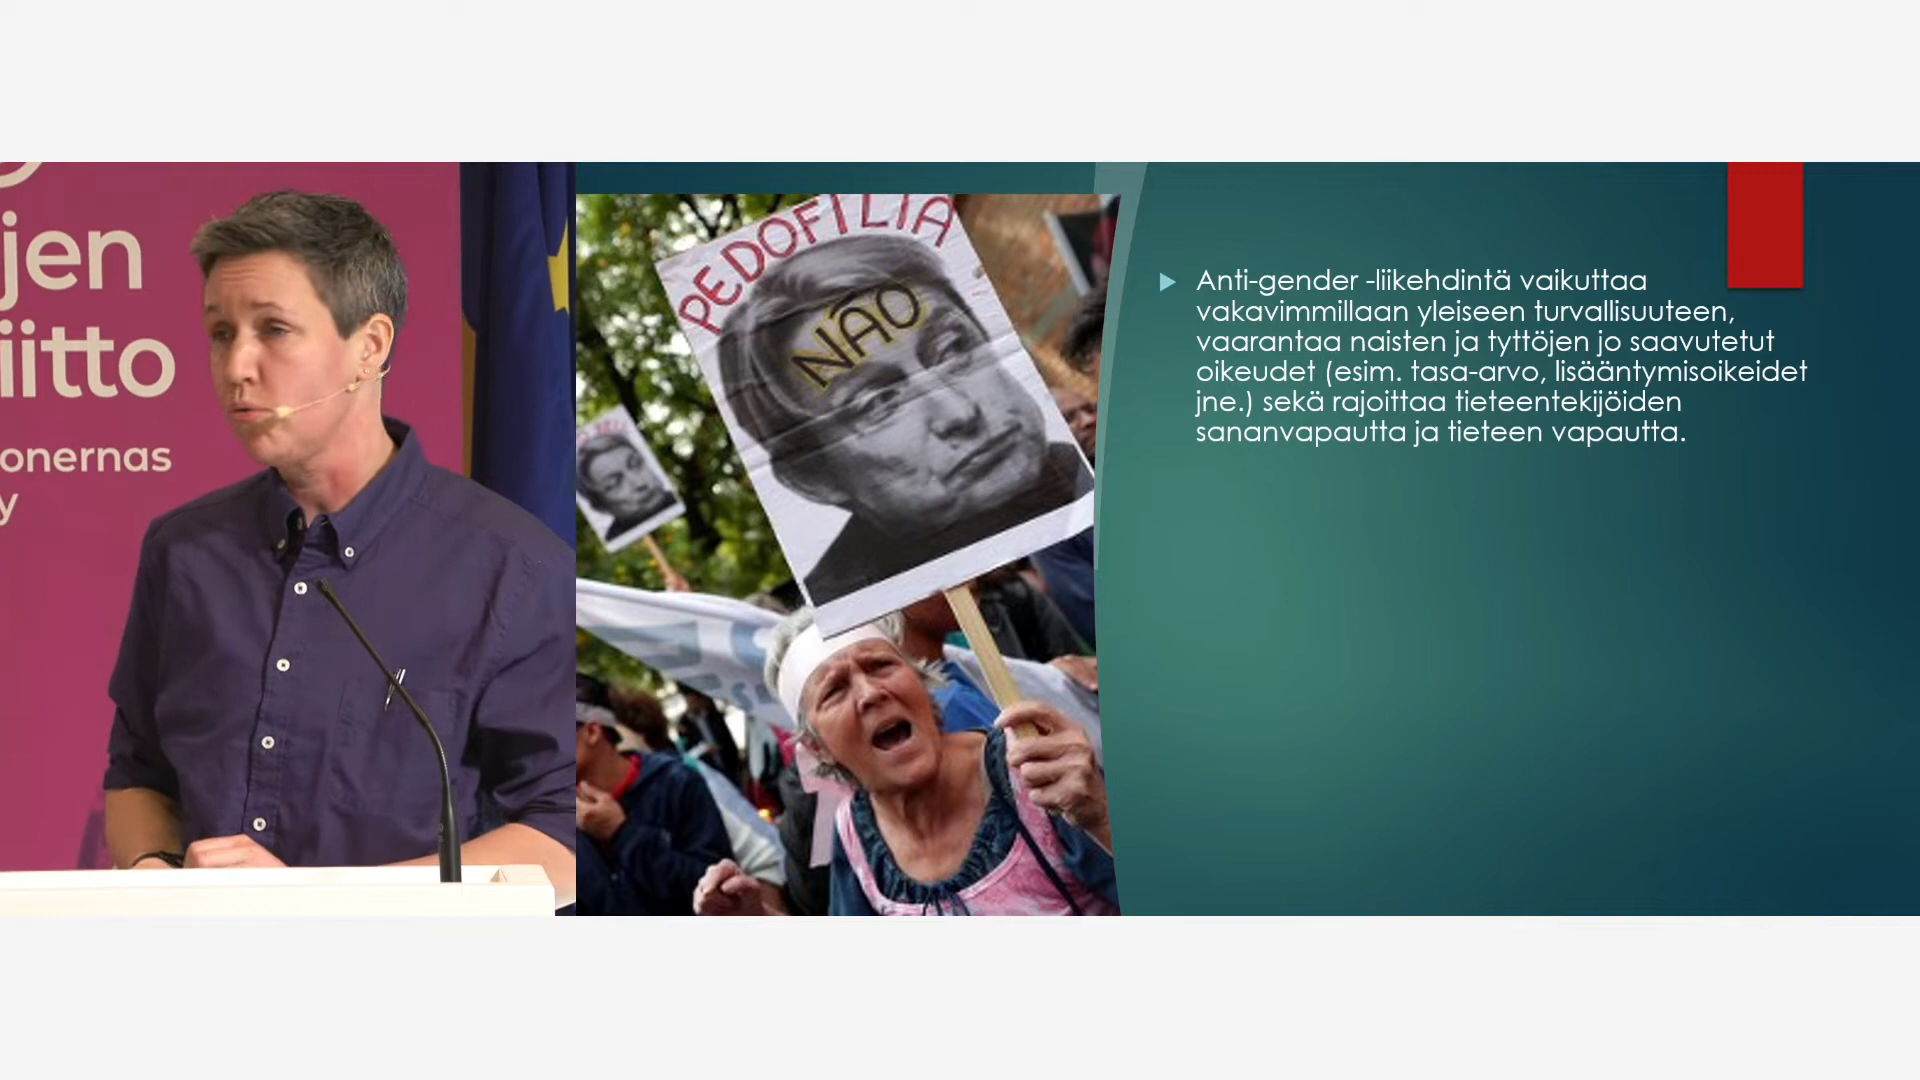 jen
iitto
onernas
y
PEDOFILIA
NÃO
Anti-gender -liikehdintä vaikuttaa
vakavimmillaan yleiseen turvallisuuteen,
vaarantaa naisten ja tyttöjen jo saavutetut
oikeudet (esim. tasa-arvo, lisääntymisoikeidet
jne.) sekä rajoittaa tieteentekijöiden
sananvapautta ja tieteen vapautta.